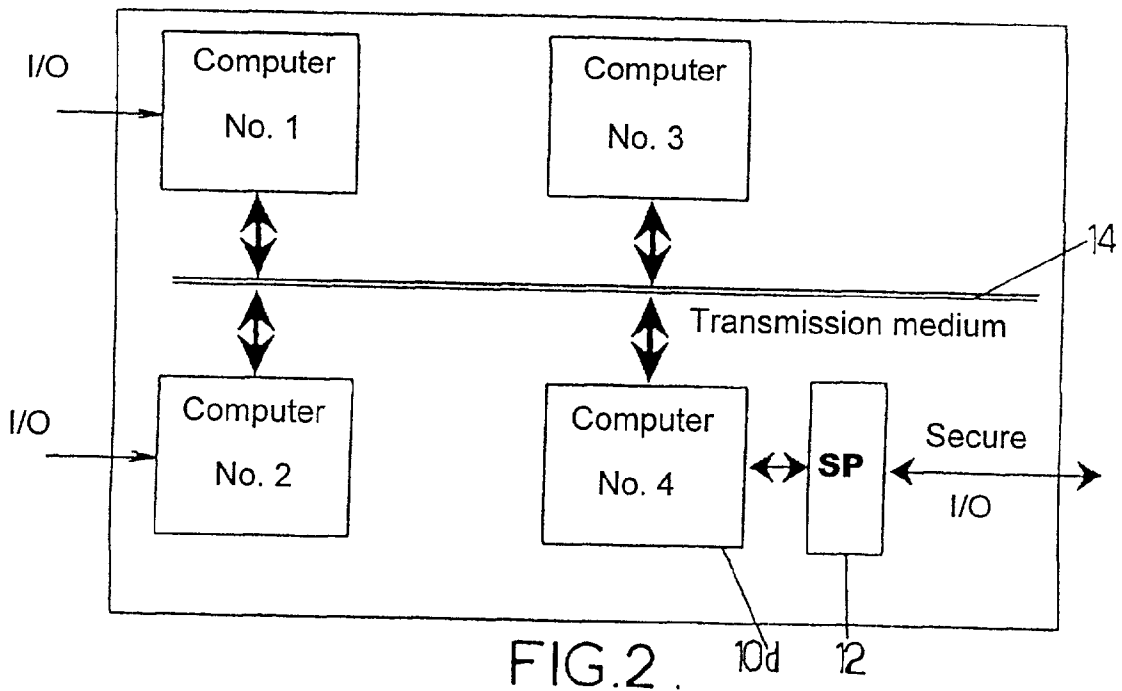 I/O
Computer
No. 1
Computer
No. 3
14
Transmission medium
I/O
Computer
No. 2
Computer
No. 4
SP
Secure
I/O
FIG.2.
10d
12